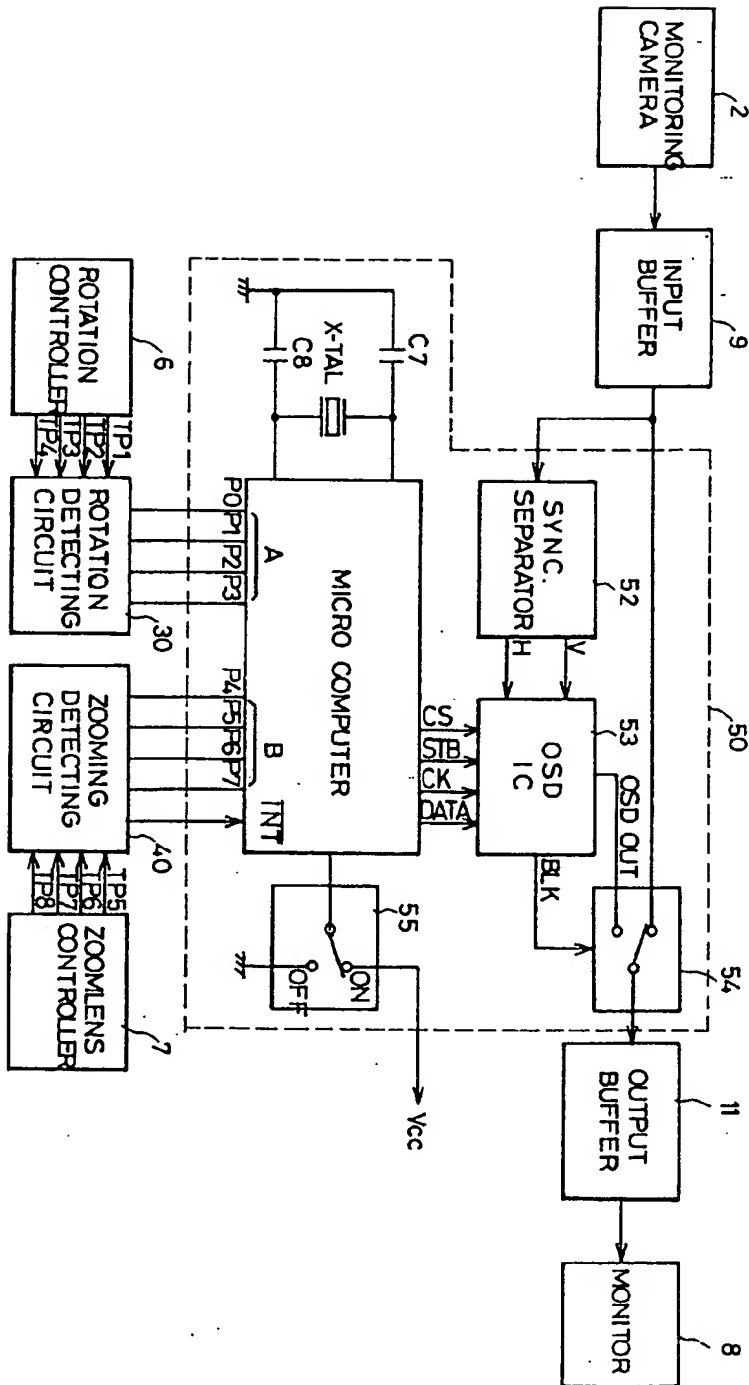 2
MONITORING
CAMERA
9
INPUT
BUFFER
50
54
11
OUTPUT
BUFFER
8
MONITOR
52
SYNC.
SEPARATOR
V
H
53
OSD
IC
OSD OUT
BLK
CS
STB
CK
DATA
C7
X-TAL
C8
MICRO COMPUTER
55
ON
OFF
Vcc
P0
P1
P2
P3
A
P4
P5
P6
P7
B
INT
6
ROTATION
CONTROLLER
TP1
TP2
TP3
TP4
ROTATION
DETECTING
CIRCUIT
30
ZOOMING
DETECTING
CIRCUIT
40
TP5
TP6
TP7
TP8
ZOOMLENS
CONTROLLER
7